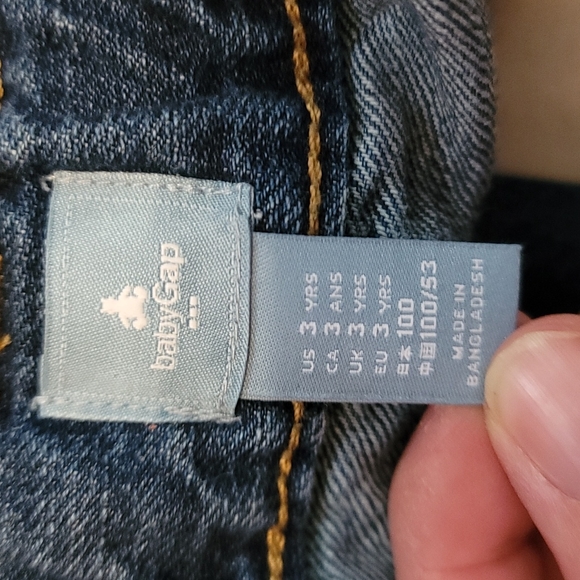 babyGap
US 3 YRS
CA 3 ANS
UK 3 YRS
EU 3 YRS
日本 100
中国 100/53
MADE IN
BANGLADESH